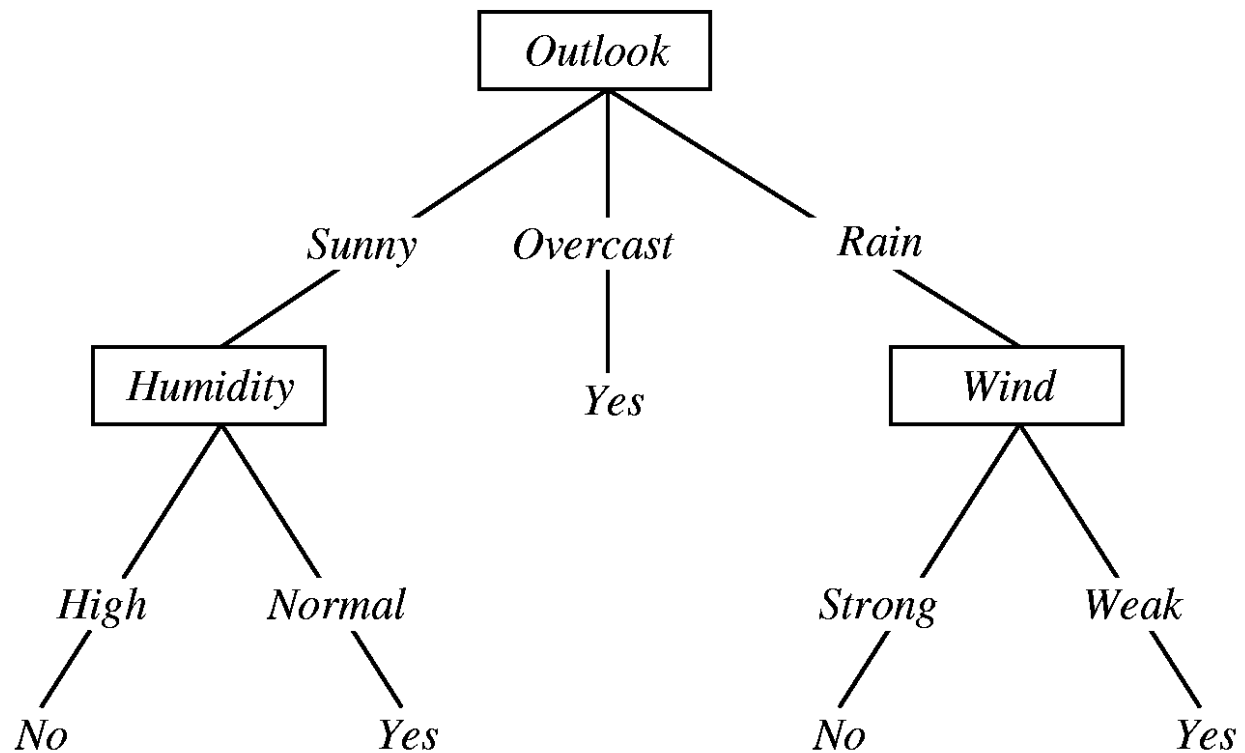 Outlook
Sunny Overcast Rain
Humidity Yes Wind
High Normal Strong Weak
No Yes No Yes